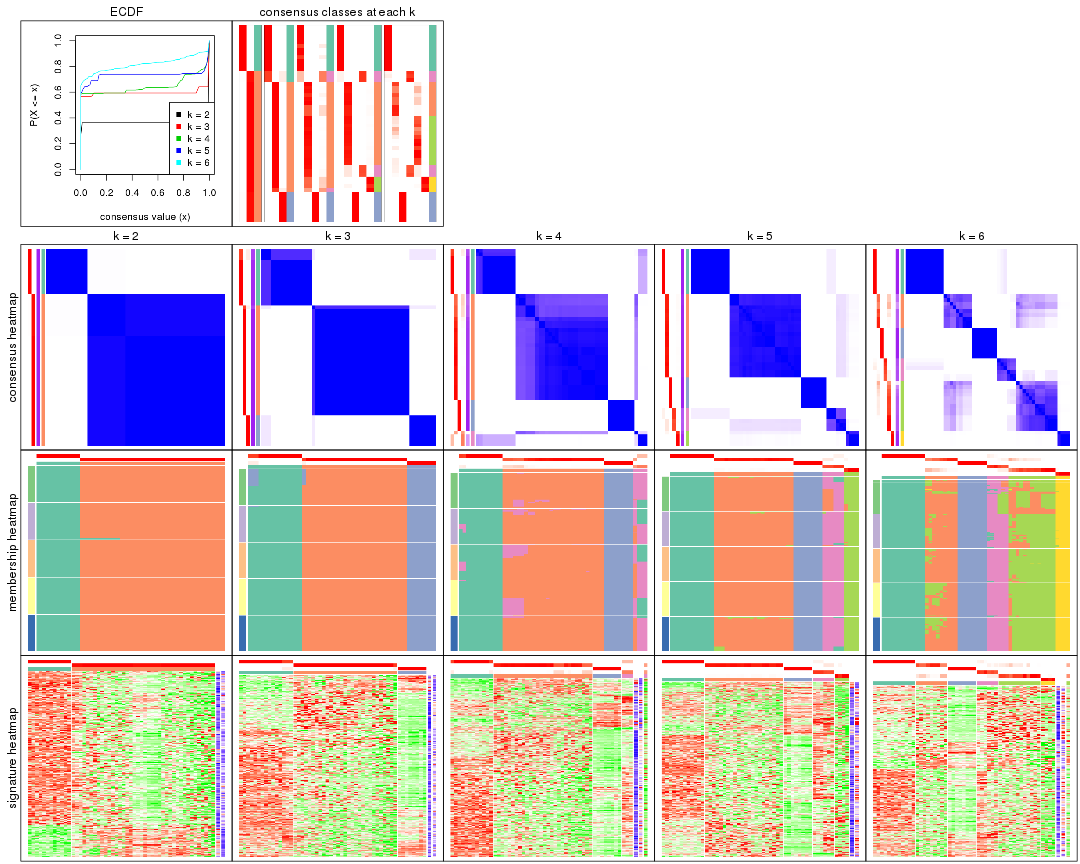 ECDF
consensus classes at each k
P(X <= x)
0.0 0.2 0.4 0.6 0.8 1.0
k = 2
k = 3
k = 4
k = 5
k = 6
0.0 0.2 0.4 0.6 0.8 1.0
consensus value (x)
k = 2
k = 3
k = 4
k = 5
k = 6
consensus heatmap
membership heatmap
signature heatmap